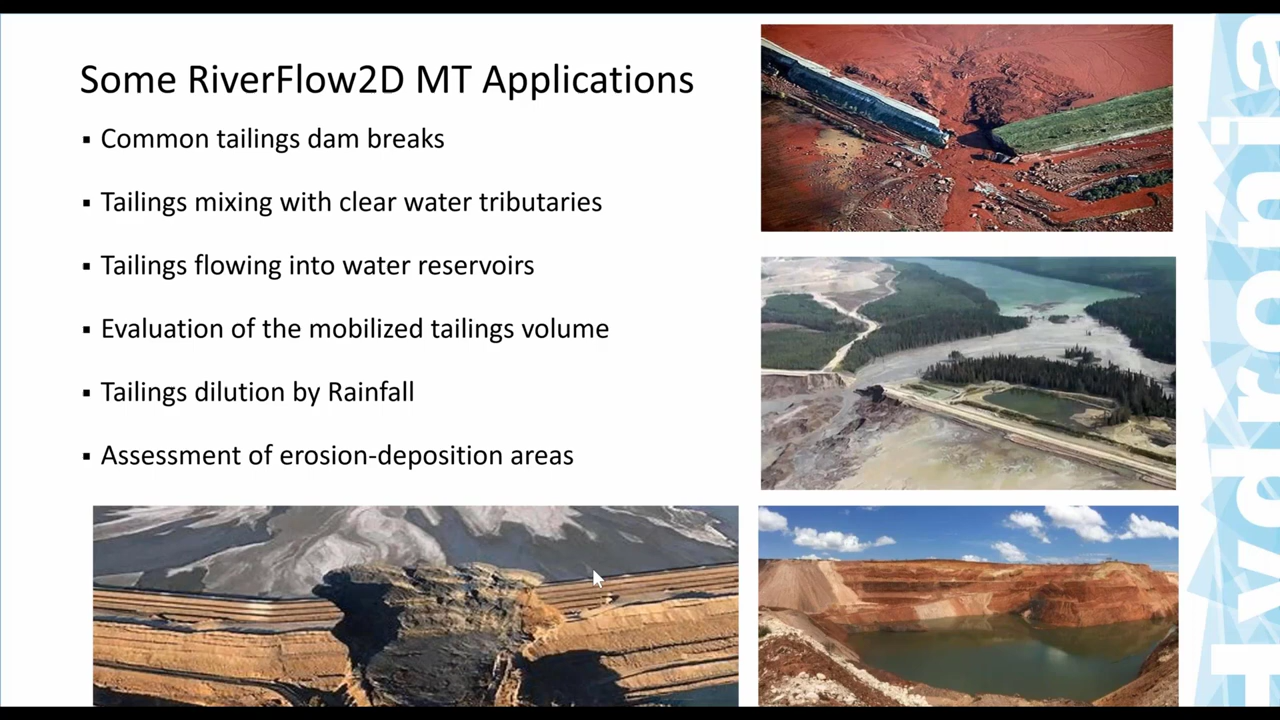 Some RiverFlow2D MT Applications
▪ Common tailings dam breaks
▪ Tailings mixing with clear water tributaries
▪ Tailings flowing into water reservoirs
▪ Evaluation of the mobilized tailings volume
▪ Tailings dilution by Rainfall
▪ Assessment of erosion-deposition areas
Hydronia